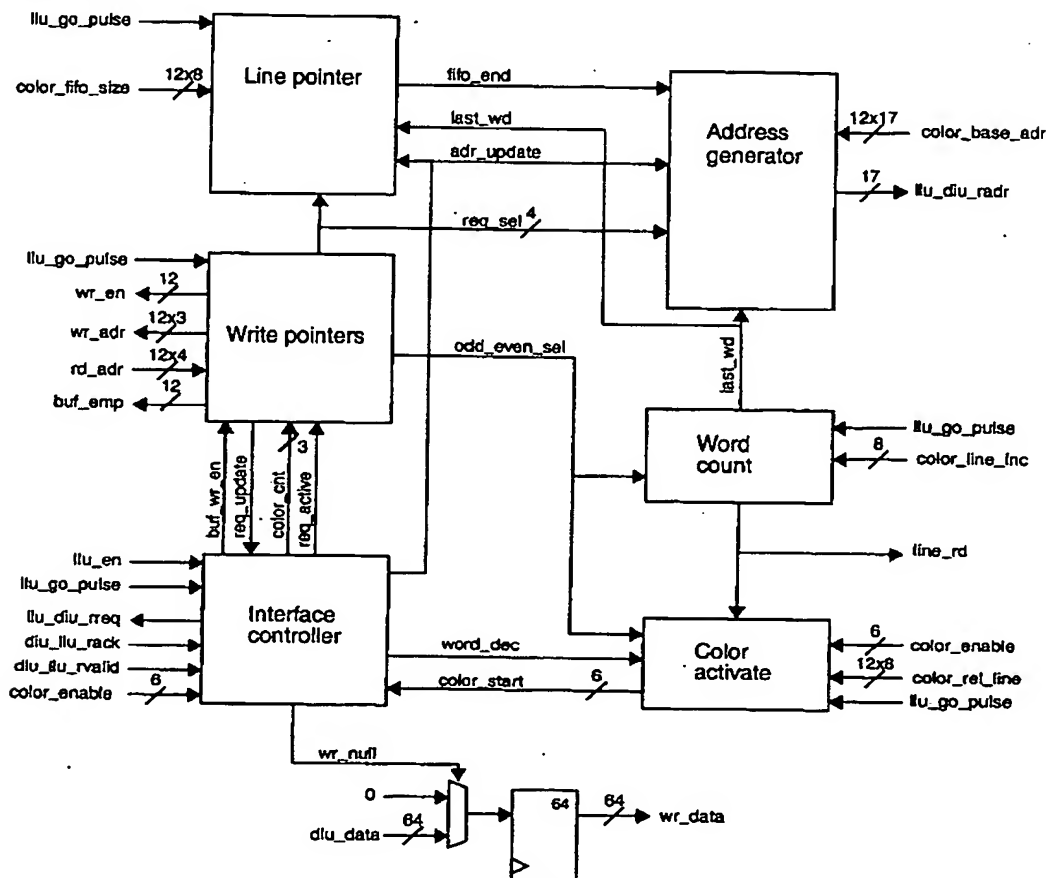 llu_go_pulse
color_fifo_size
12x8
Line pointer
fifo_end
last_wd
adr_update
req_sel
4
Address
generator
12x17
color_base_adr
17
llu_diu_radr
llu_go_pulse
wr_en
12
wr_adr
12x3
rd_adr
12x4
buf_emp
12
Write pointers
odd_even_sel
last_wd
Word
count
llu_go_pulse
8
color_line_inc
line_rd
buf_wr_en
req_update
color_cnt
3
req_active
llu_en
llu_go_pulse
llu_diu_rreq
diu_llu_rack
diu_llu_rvalid
color_enable
6
Interface
controller
word_dec
color_start
6
Color
activate
6
color_enable
12x8
color_rel_line
llu_go_pulse
wr_null
0
diu_data
64
64
64
wr_data